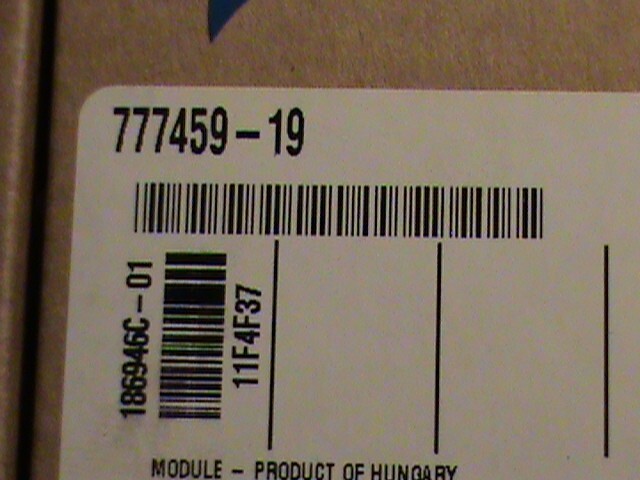 777459-19
186946C-01
11F4F37
MODULE - PRODUCT OF HUNGARY